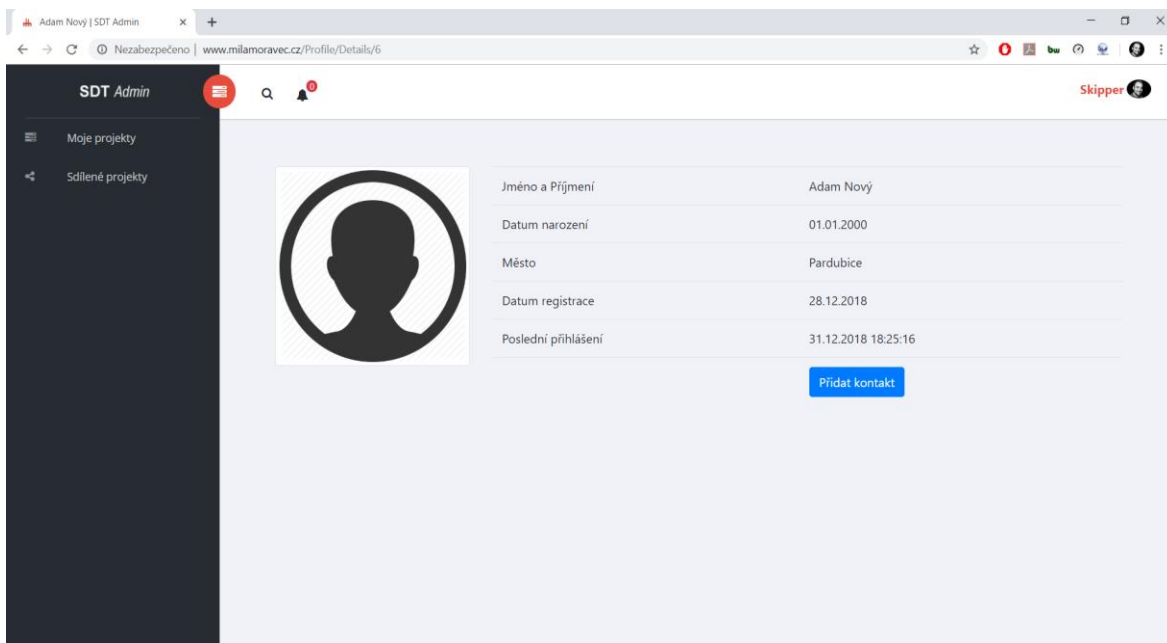 Adam Nový | SDT Admin
Nezabezpečeno | www.milamoravec.cz/Profile/Details/6
bw
SDT Admin
0
Skipper
Moje projekty
Sdílené projekty
Jméno a Příjmení Adam Nový
Datum narození 01.01.2000
Město Pardubice
Datum registrace 28.12.2018
Poslední přihlášení 31.12.2018 18:25:16
Přidat kontakt